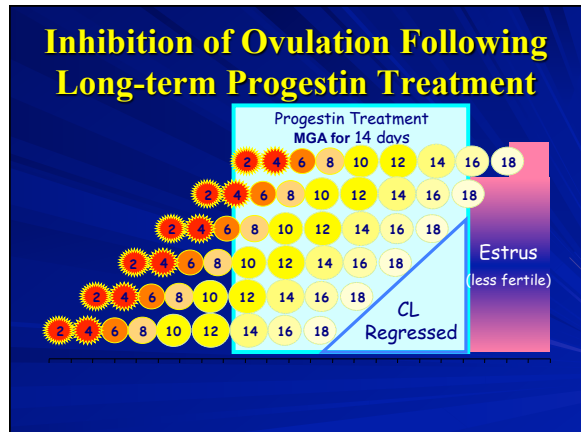 Inhibition of Ovulation Following
Long-term Progestin Treatment
Progestin Treatment
MGA for 14 days
2 4 6 8 10 12 14 16 18
2 4 6 8 10 12 14 16 18
2 4 6 8 10 12 14 16 18
2 4 6 8 10 12 14 16 18
2 4 6 8 10 12 14 16 18
2 4 6 8 10 12 14 16 18
Estrus
(less fertile)
CL
Regressed